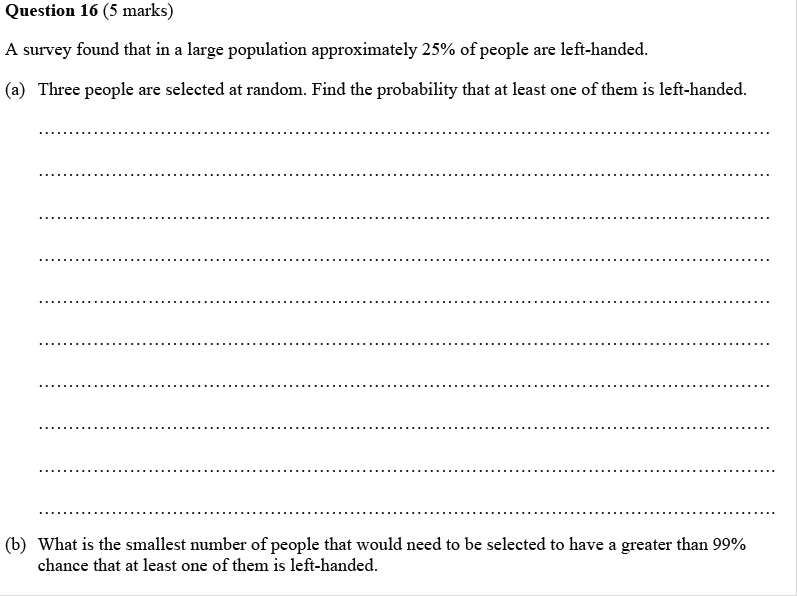 Question 16 (5 marks)
A survey found that in a large population approximately 25% of people are left-handed.
(a) Three people are selected at random. Find the probability that at least one of them is left-handed.
(b) What is the smallest number of people that would need to be selected to have a greater than 99%
chance that at least one of them is left-handed.